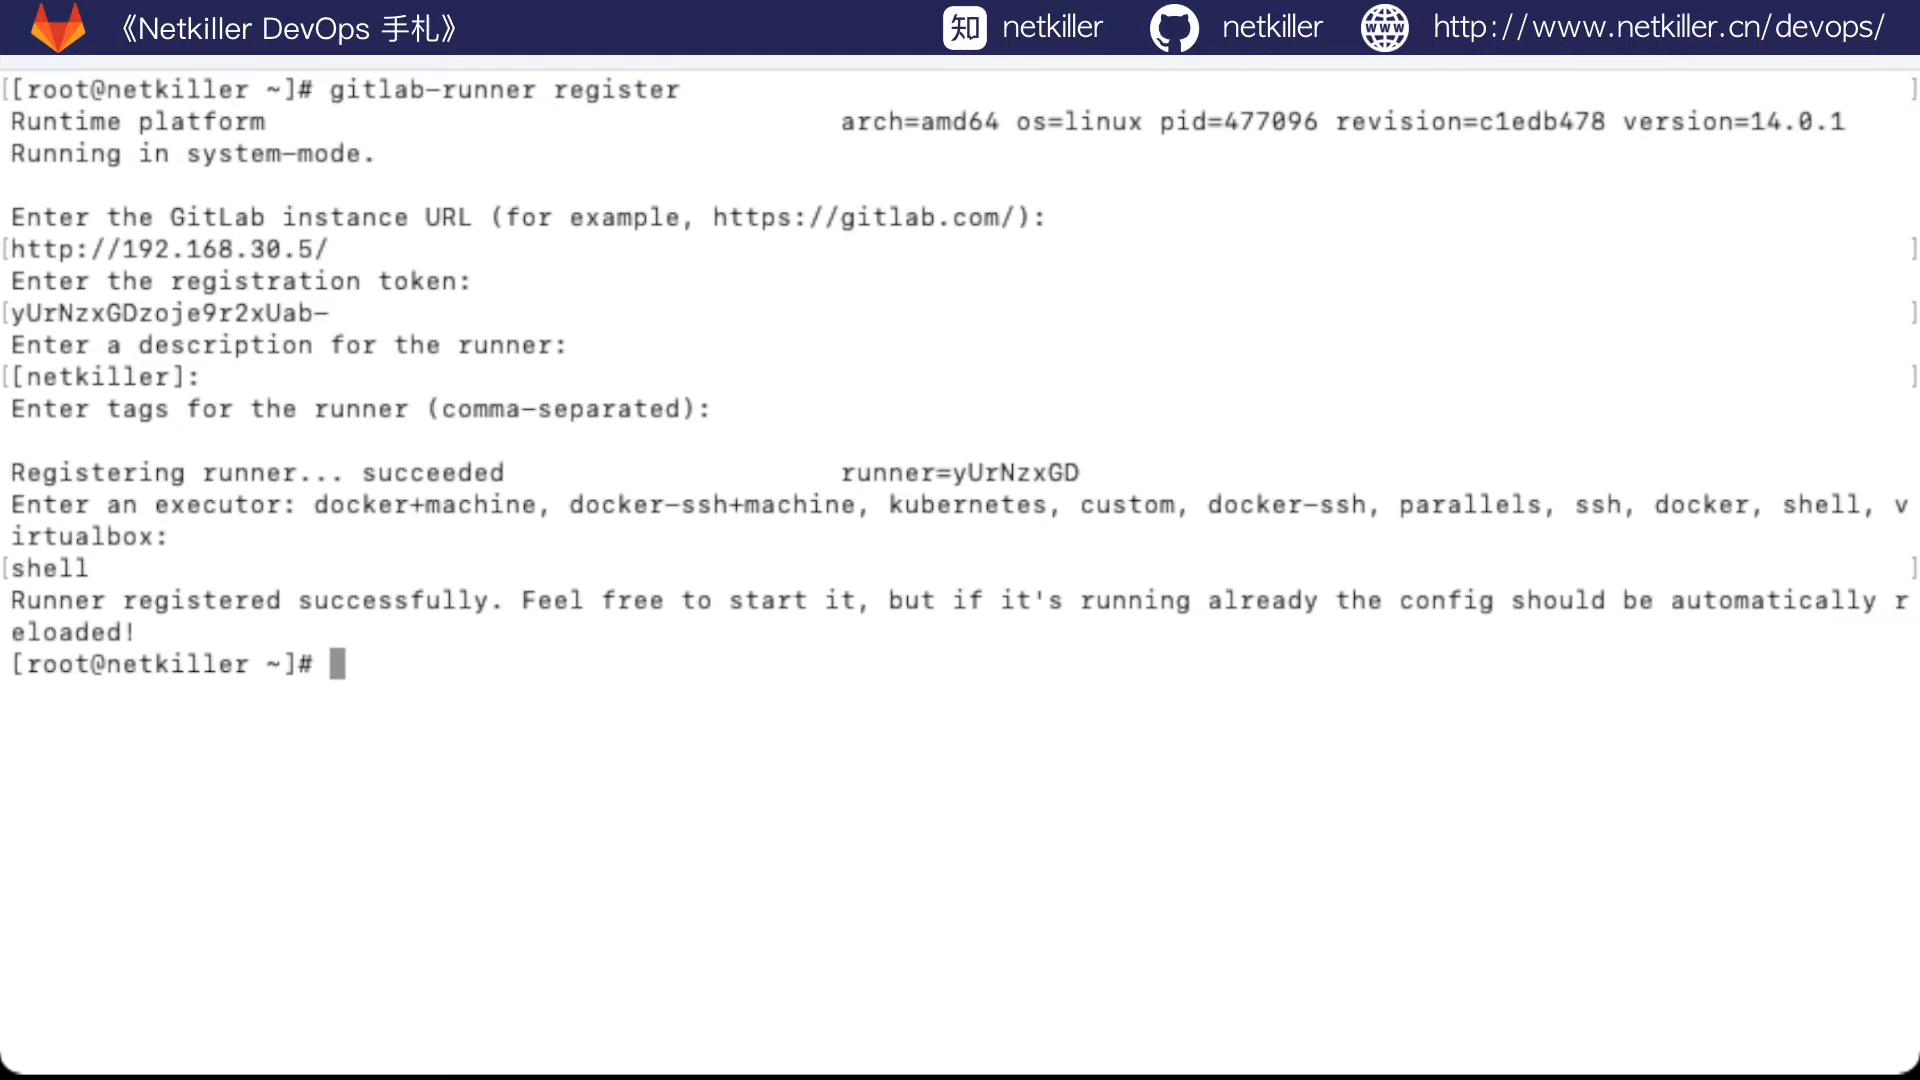 《Netkiller DevOps 手札》 知 netkiller netkiller WWW http://www.netkiller.cn/devops/
[[root@netkiller ~]# gitlab-runner register ]
Runtime platform arch=amd64 os=linux pid=477096 revision=c1edb478 version=14.0.1
Running in system-mode.
Enter the GitLab instance URL (for example, https://gitlab.com/):
[http://192.168.30.5/ ]
Enter the registration token:
[yUrNzxGDzoje9r2xUab- ]
Enter a description for the runner:
[[netkiller]: ]
Enter tags for the runner (comma-separated):
Registering runner... succeeded runner=yUrNzxGD
Enter an executor: docker+machine, docker-ssh+machine, kubernetes, custom, docker-ssh, parallels, ssh, docker, shell, v
irtualbox:
[shell ]
Runner registered successfully. Feel free to start it, but if it's running already the config should be automatically r
eloaded!
[root@netkiller ~]#